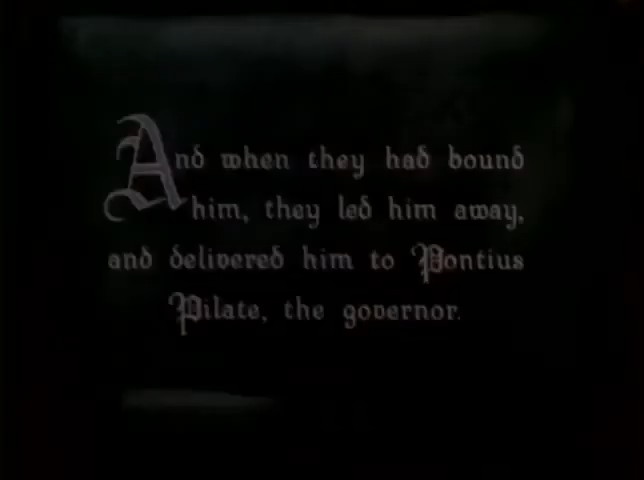 And when they had bound
him, they led him away,
and delivered him to Pontius
Pilate, the governor.